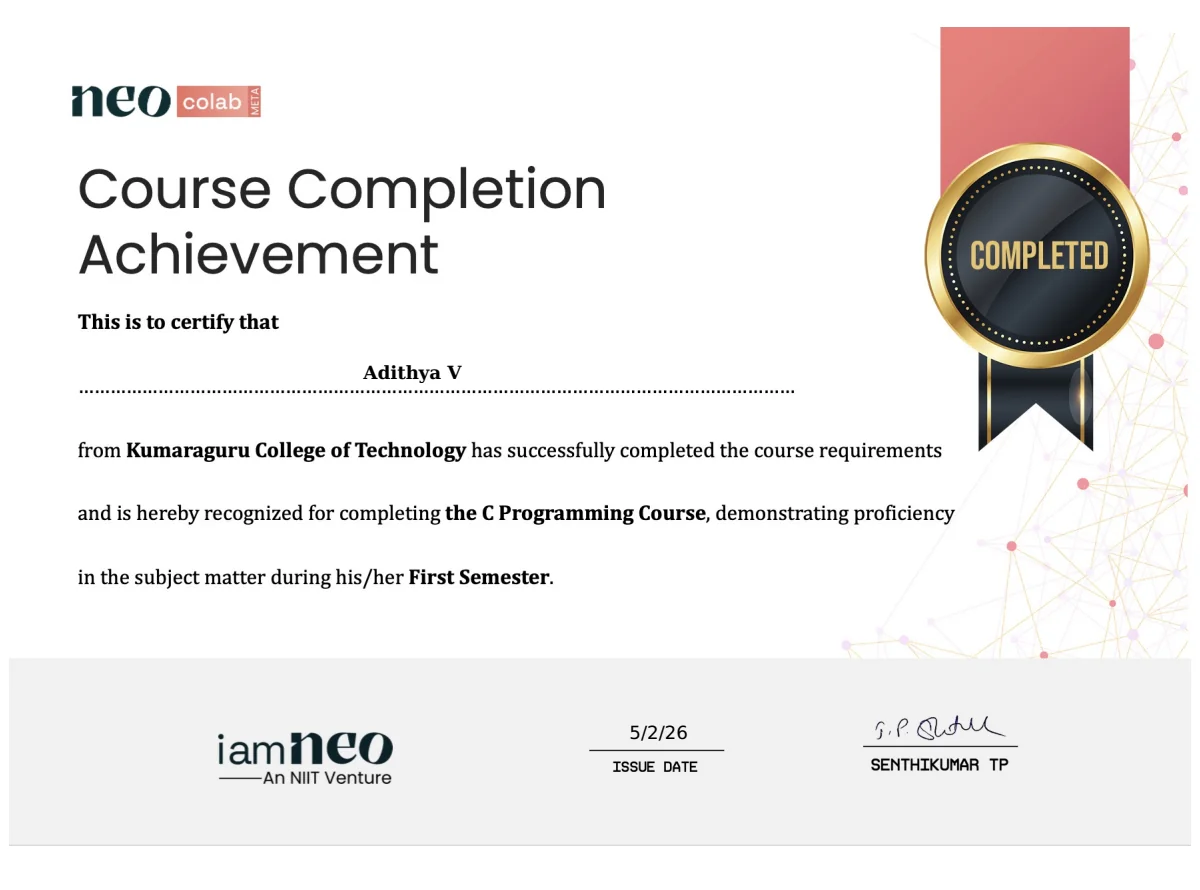 neo colab META
Course Completion
Achievement
COMPLETED
This is to certify that
Adithya V
from Kumaraguru College of Technology has successfully completed the course requirements
and is hereby recognized for completing the C Programming Course, demonstrating proficiency
in the subject matter during his/her First Semester.
iamneo
An NIIT Venture
5/2/26
ISSUE DATE
SENTHIKUMAR TP